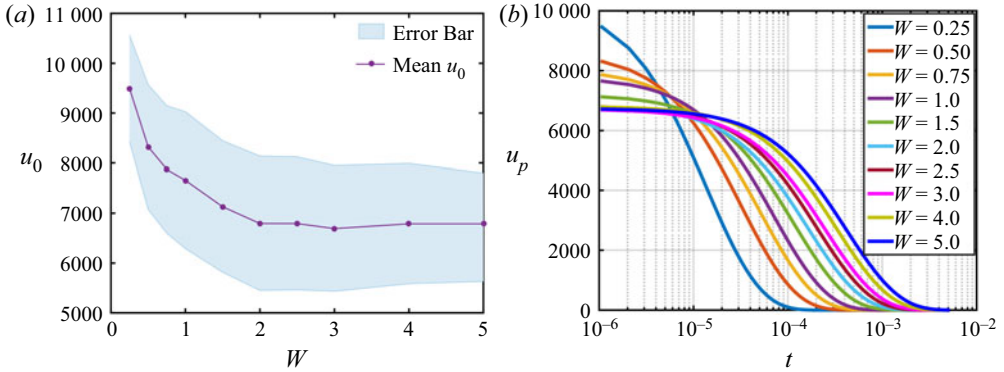 (a)
11 000
10 000
9000
8000
7000
6000
5000
u0
0
1
2
3
4
5
W
Error Bar
Mean u0
(b)
10 000
8000
6000
4000
2000
0
up
10–6
10–5
10–4
10–3
10–2
t
W = 0.25
W = 0.50
W = 0.75
W = 1.0
W = 1.5
W = 2.0
W = 2.5
W = 3.0
W = 4.0
W = 5.0